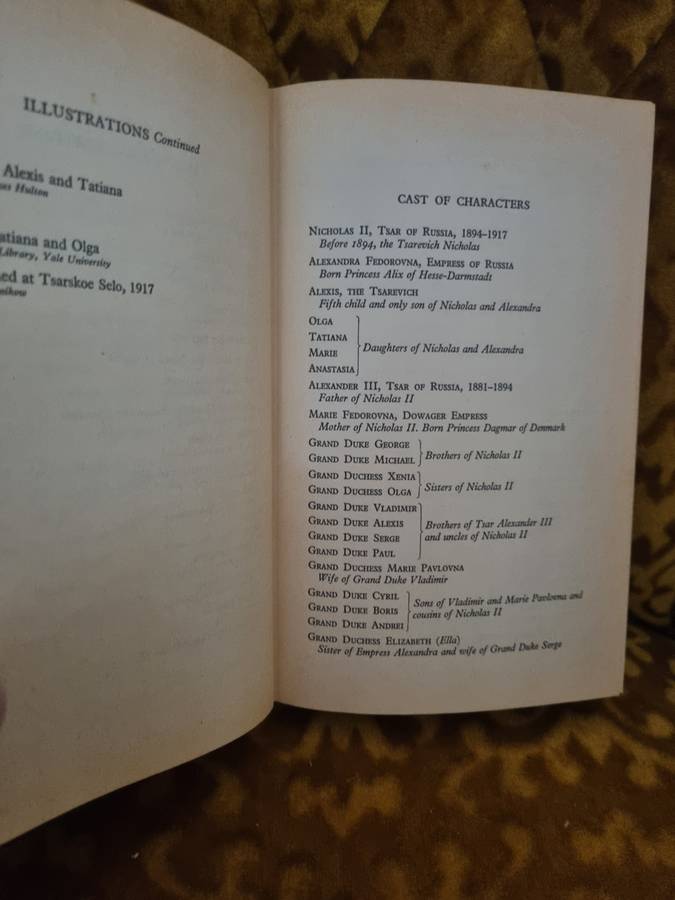 ILLUSTRATIONS Continued
Alexis and Tatiana
Hulton
and Olga
Library, Yale University
at Tsarskoe Selo, 1917
CAST OF CHARACTERS
NICHOLAS II, TSAR OF RUSSIA, 1894–1917
Before 1894, the Tsarevich Nicholas
ALEXANDRA FEDOROVNA, EMPRESS OF RUSSIA
Born Princess Alix of Hesse-Darmstadt
ALEXIS, THE TSAREVICH
Fifth child and only son of Nicholas and Alexandra
OLGA
TATIANA
MARIE
ANASTASIA
Daughters of Nicholas and Alexandra
ALEXANDER III, TSAR OF RUSSIA, 1881–1894
Father of Nicholas II
MARIE FEDOROVNA, DOWAGER EMPRESS
Mother of Nicholas II. Born Princess Dagmar of Denmark
GRAND DUKE GEORGE
GRAND DUKE MICHAEL
Brothers of Nicholas II
GRAND DUCHESS XENIA
GRAND DUCHESS OLGA
Sisters of Nicholas II
GRAND DUKE VLADIMIR
GRAND DUKE ALEXIS
GRAND DUKE SERGE
GRAND DUKE PAUL
Brothers of Tsar Alexander III
and uncles of Nicholas II
GRAND DUCHESS MARIE PAVLOVNA
Wife of Grand Duke Vladimir
GRAND DUKE CYRIL
GRAND DUKE BORIS
GRAND DUKE ANDREI
Sons of Vladimir and Marie Pavlovna and
cousins of Nicholas II
GRAND DUCHESS ELIZABETH (Ella)
Sister of Empress Alexandra and wife of Grand Duke Serge